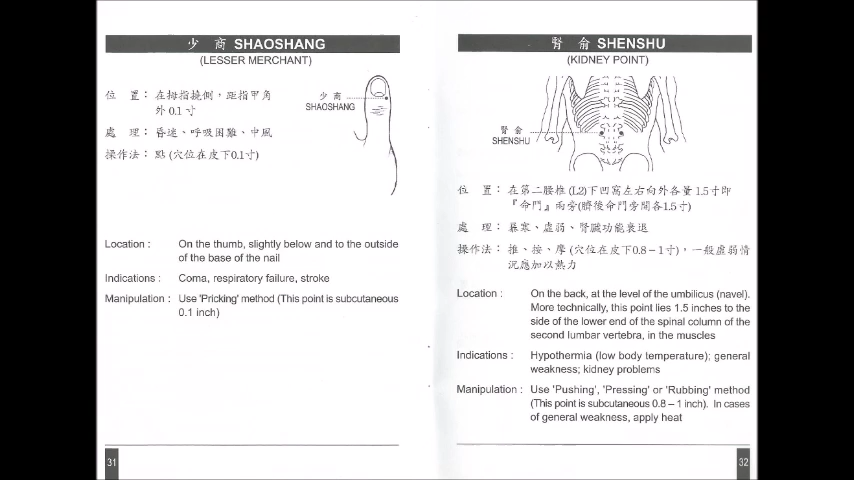 少 商 SHAOSHANG
(LESSER MERCHANT)
位 置： 在拇指撓側，距指甲角
外 0.1 寸
處 理： 昏迷、呼吸困難、中風
操作法： 點 (穴位在皮下0.1寸)
少 商
SHAOSHANG
Location : On the thumb, slightly below and to the outside
of the base of the nail
Indications : Coma, respiratory failure, stroke
Manipulation : Use 'Pricking' method (This point is subcutaneous
0.1 inch)
31
腎 俞 SHENSHU
(KIDNEY POINT)
腎 俞
SHENSHU
位 置： 在第二腰椎 (L2)下凹窩左右向外各量 1.5寸即
『命門』兩旁(臍後命門旁開各1.5寸)
處 理： 寒、虛弱、腎臟功能衰退
操作法： 推、按、摩 (穴位在皮下0.8－1寸)，一般虛弱情
況應加以熱力
Location : On the back, at the level of the umbilicus (navel).
More technically, this point lies 1.5 inches to the
side of the lower end of the spinal column of the
second lumbar vertebra, in the muscles
Indications : Hypothermia (low body temperature); general
weakness; kidney problems
Manipulation : Use 'Pushing', 'Pressing' or 'Rubbing' method
(This point is subcutaneous 0.8 – 1 inch). In cases
of general weakness, apply heat
32